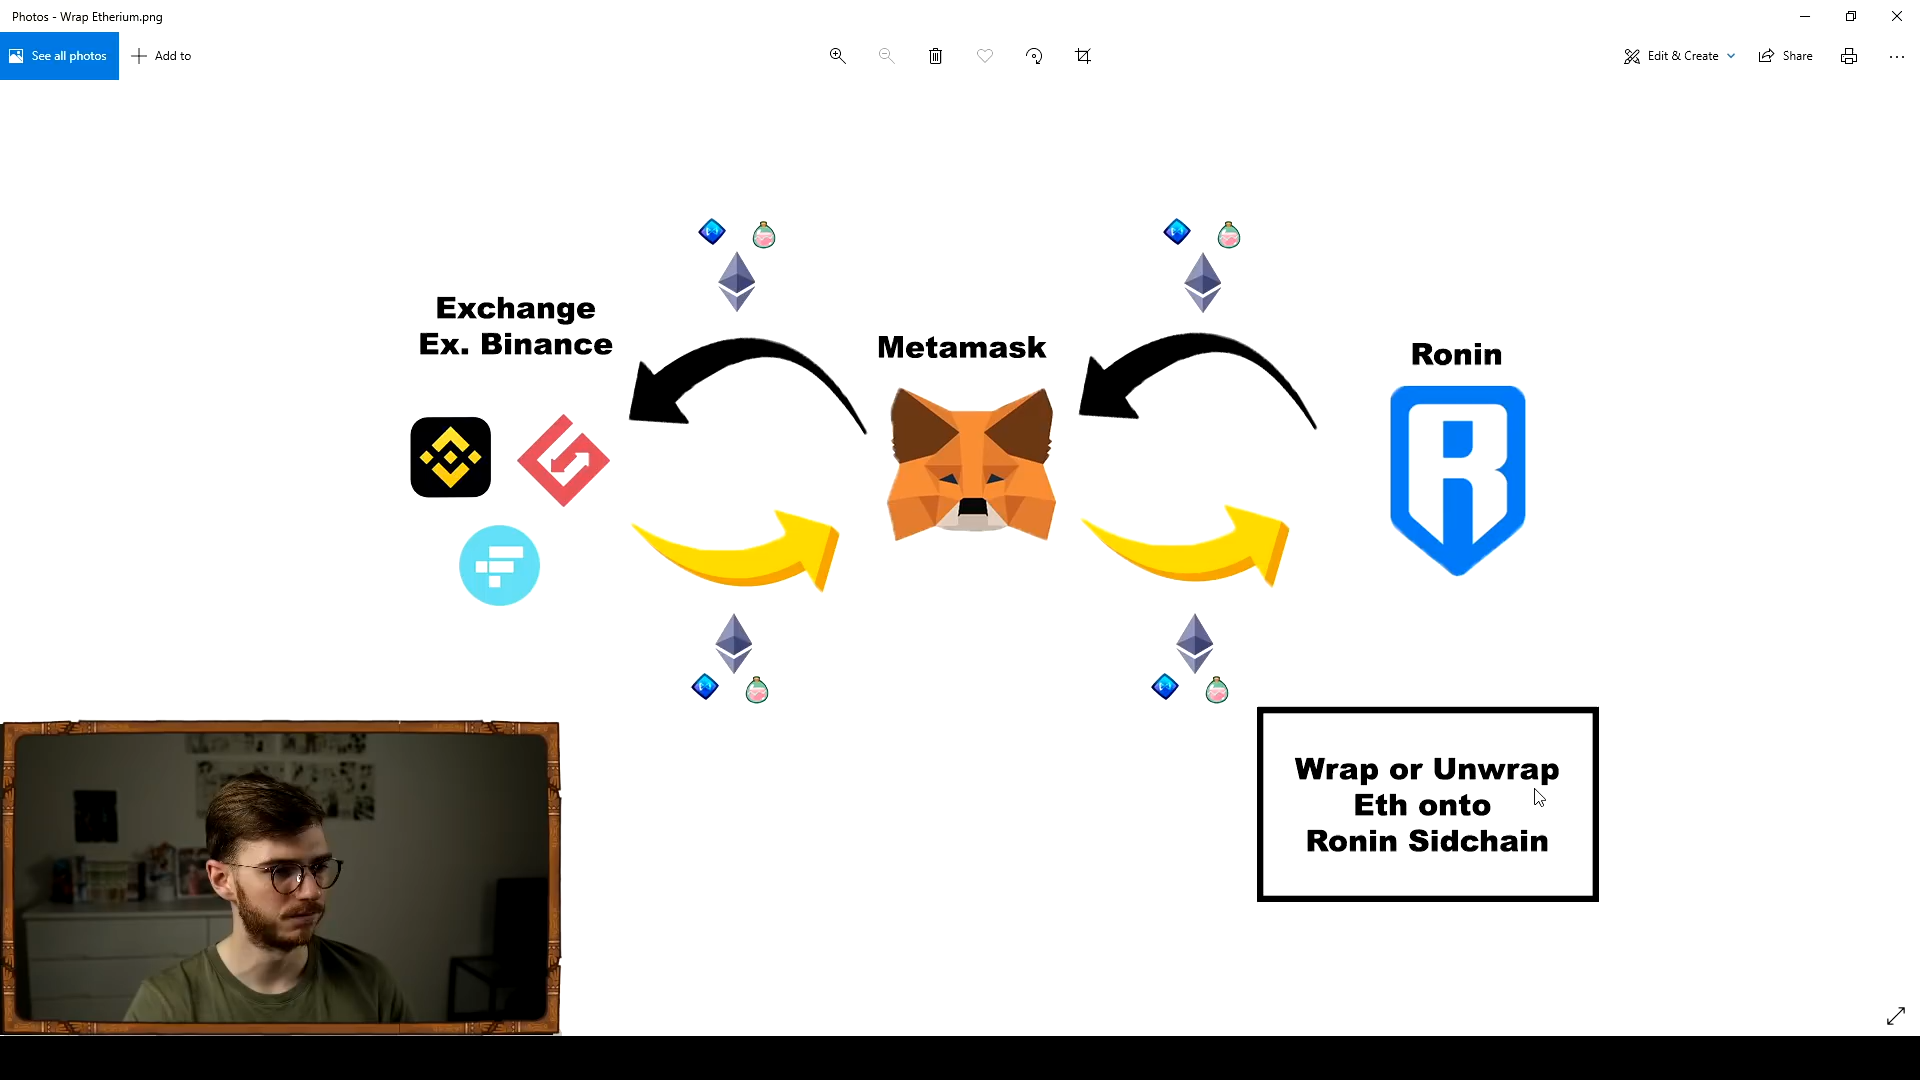 Photos - Wrap Etherium.png
See all photos
Add to
Edit & Create
Share
Exchange
Ex. Binance
Metamask
Ronin
Wrap or Unwrap
Eth onto
Ronin Sidchain